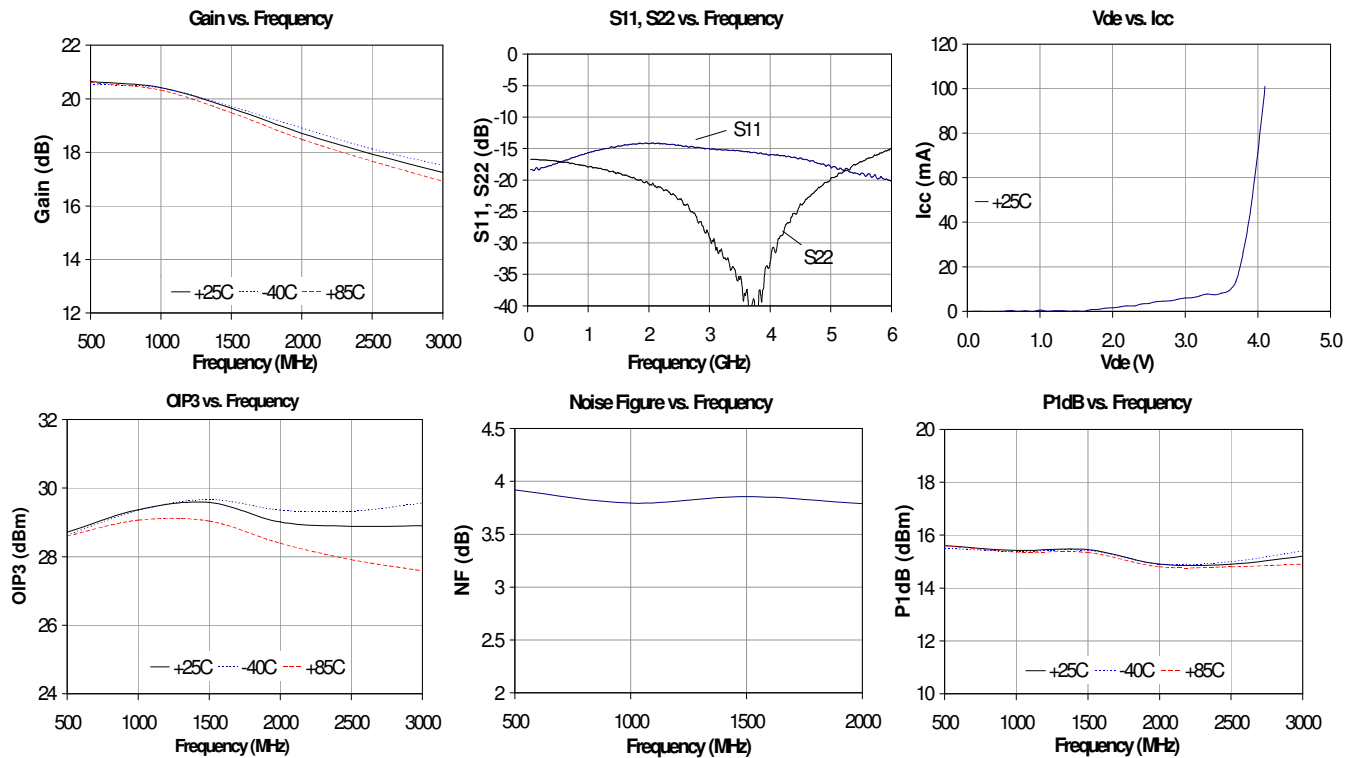 Gain vs. Frequency
22
20
18
16
14
12
Gain (dB)
+25C -40C +85C
500 1000 1500 2000 2500 3000
Frequency (MHz)
S11, S22 vs. Frequency
0
-5
-10
-15
-20
-25
-30
-35
-40
S11, S22 (dB)
S11
S22
0 1 2 3 4 5 6
Frequency (GHz)
Vde vs. Icc
120
100
80
60
40
20
0
Icc (mA)
+25C
0.0 1.0 2.0 3.0 4.0 5.0
Vde (V)
OIP3 vs. Frequency
32
30
28
26
24
OIP3 (dBm)
+25C -40C +85C
500 1000 1500 2000 2500 3000
Frequency (MHz)
Noise Figure vs. Frequency
4.5
4
3.5
3
2.5
2
NF (dB)
500 1000 1500 2000
Frequency (MHz)
P1dB vs. Frequency
20
18
16
14
12
10
P1dB (dBm)
+25C -40C +85C
500 1000 1500 2000 2500 3000
Frequency (MHz)